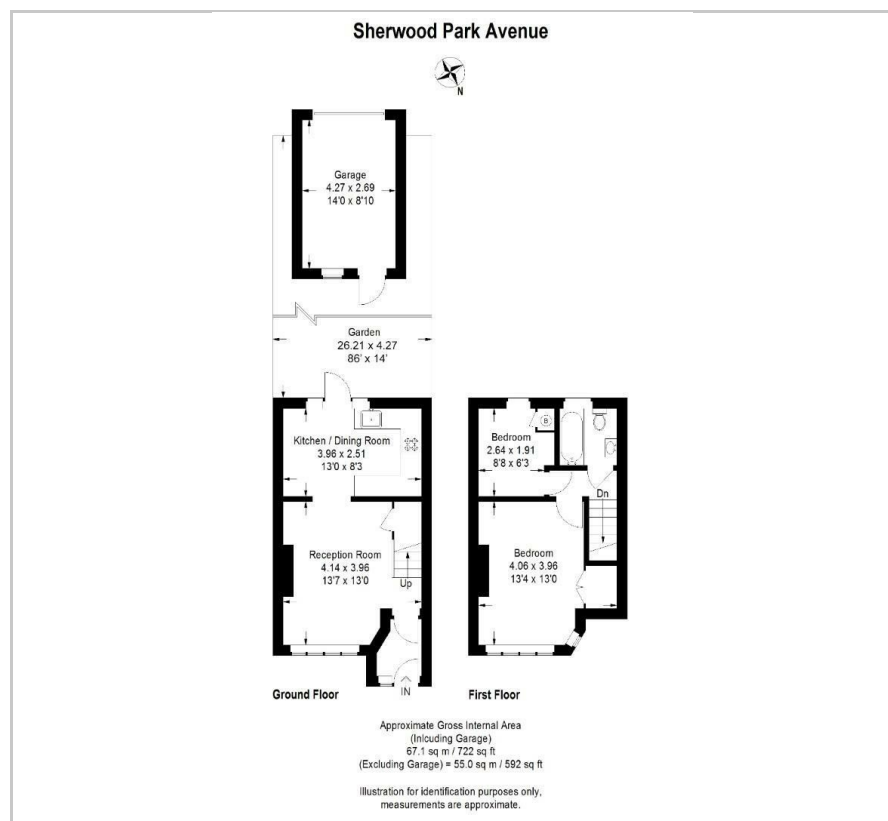 Sherwood Park Avenue
N
Garage
4.27 x 2.69
14'0 x 8'10
Garden
26.21 x 4.27
86' x 14'
Kitchen / Dining Room
3.96 x 2.51
13'0 x 8'3
Reception Room
4.14 x 3.96
13'7 x 13'0
Up
IN
Ground Floor
Bedroom
2.64 x 1.91
8'8 x 6'3
B
Dn
Bedroom
4.06 x 3.96
13'4 x 13'0
First Floor
Approximate Gross Internal Area
(Inlcuding Garage)
67.1 sq m / 722 sq ft
(Excluding Garage) = 55.0 sq m / 592 sq ft
Illustration for identification purposes only,
measurements are approximate.